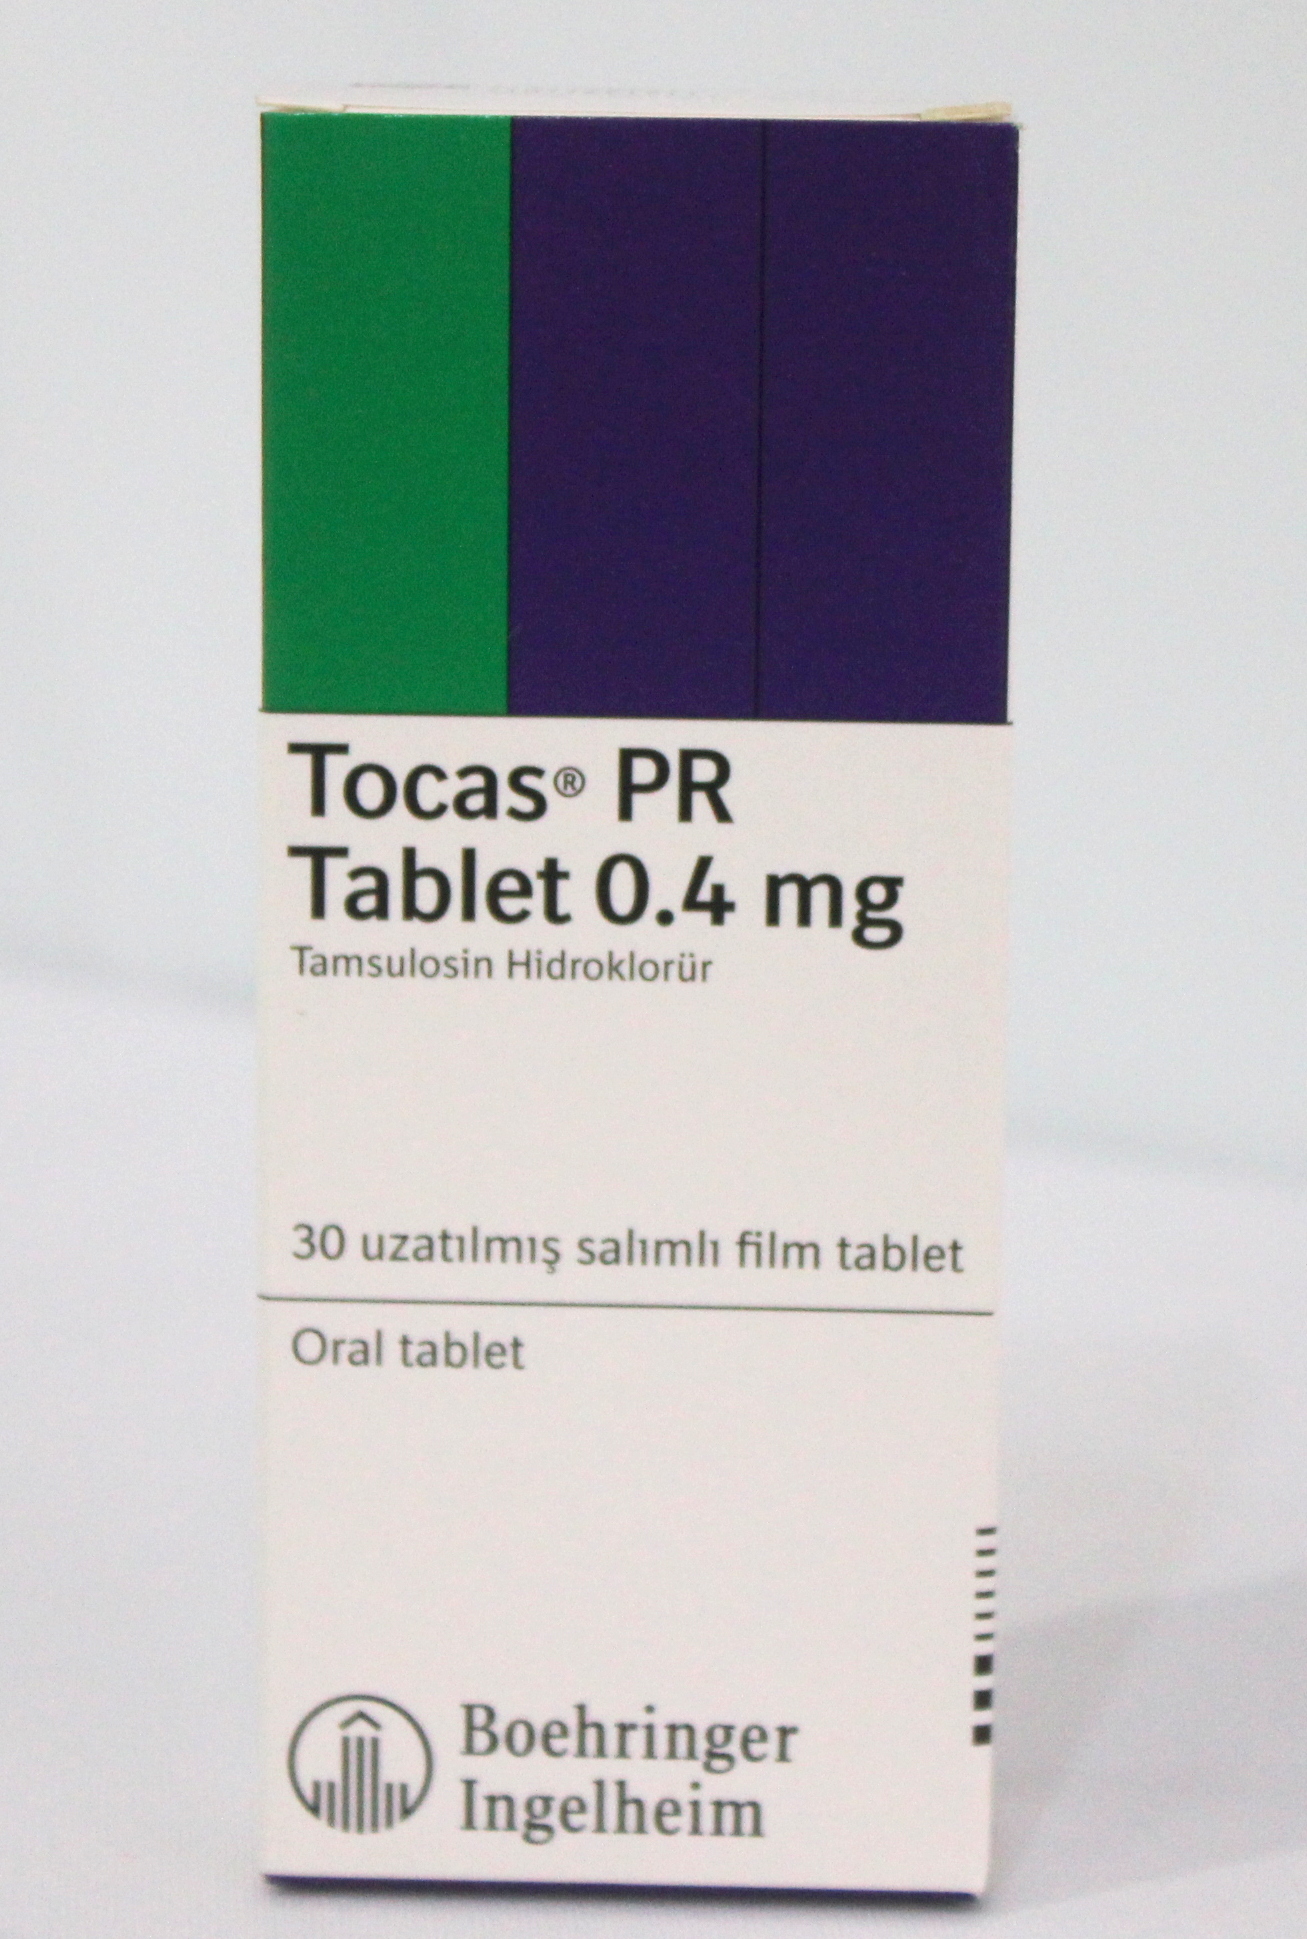 Tocas® PR
Tablet 0.4 mg
Tamsulosin Hidroklorür
30 uzatılmış salımlı film tablet
Oral tablet
Boehringer
Ingelheim